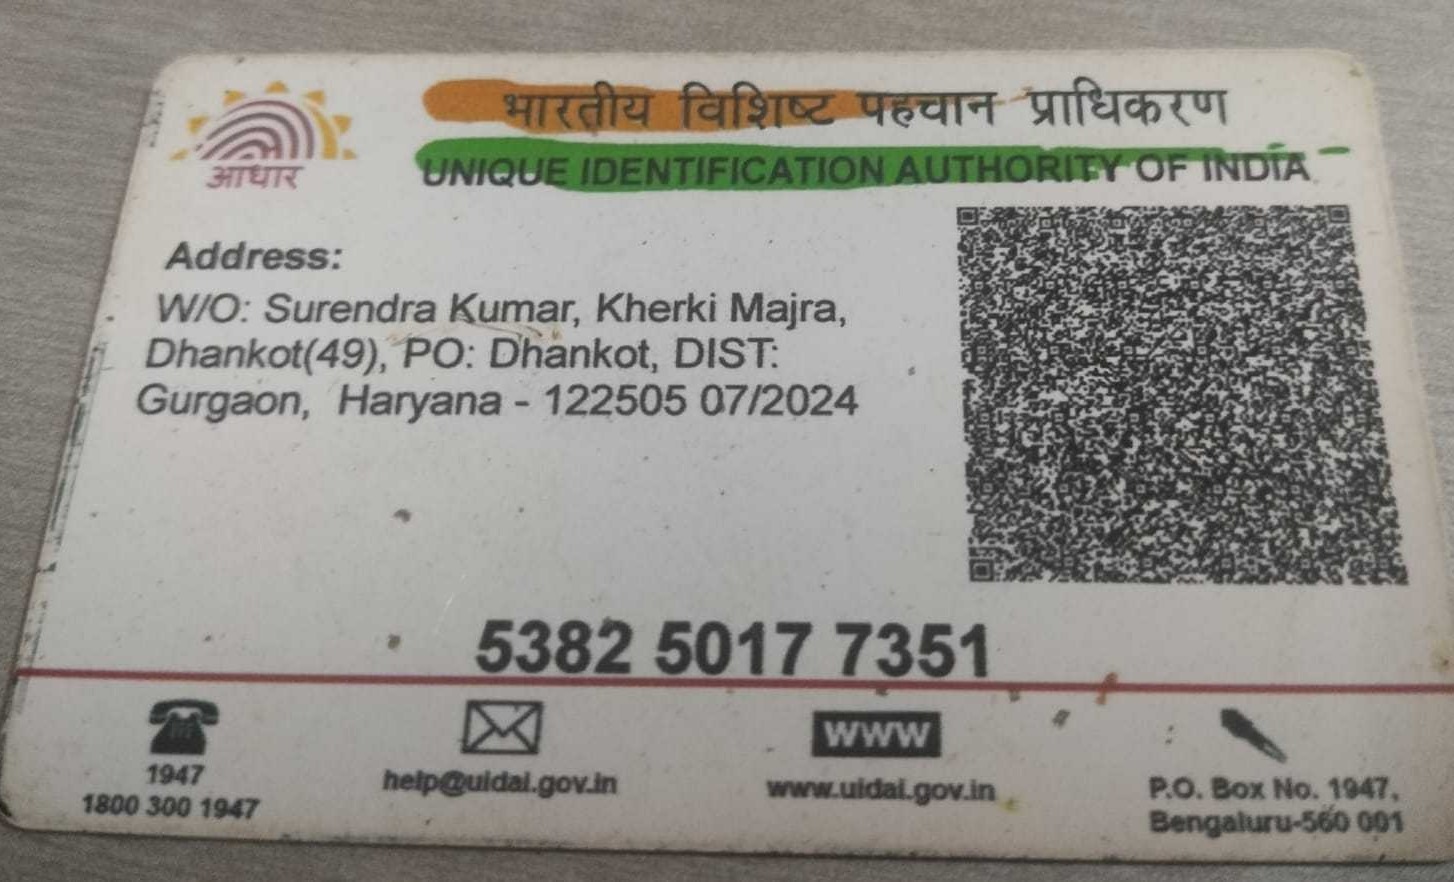 आधार
भारतीय विशिष्ट पहचान प्राधिकरण
UNIQUE IDENTIFICATION AUTHORITY OF INDIA
Address:
W/O: Surendra Kumar, Kherki Majra,
Dhankot(49), PO: Dhankot, DIST:
Gurgaon, Haryana - 122505 07/2024
5382 5017 7351
1947
1800 300 1947
help@uidai.gov.in
www
www.uidai.gov.in
P.O. Box No. 1947,
Bengaluru-560 001